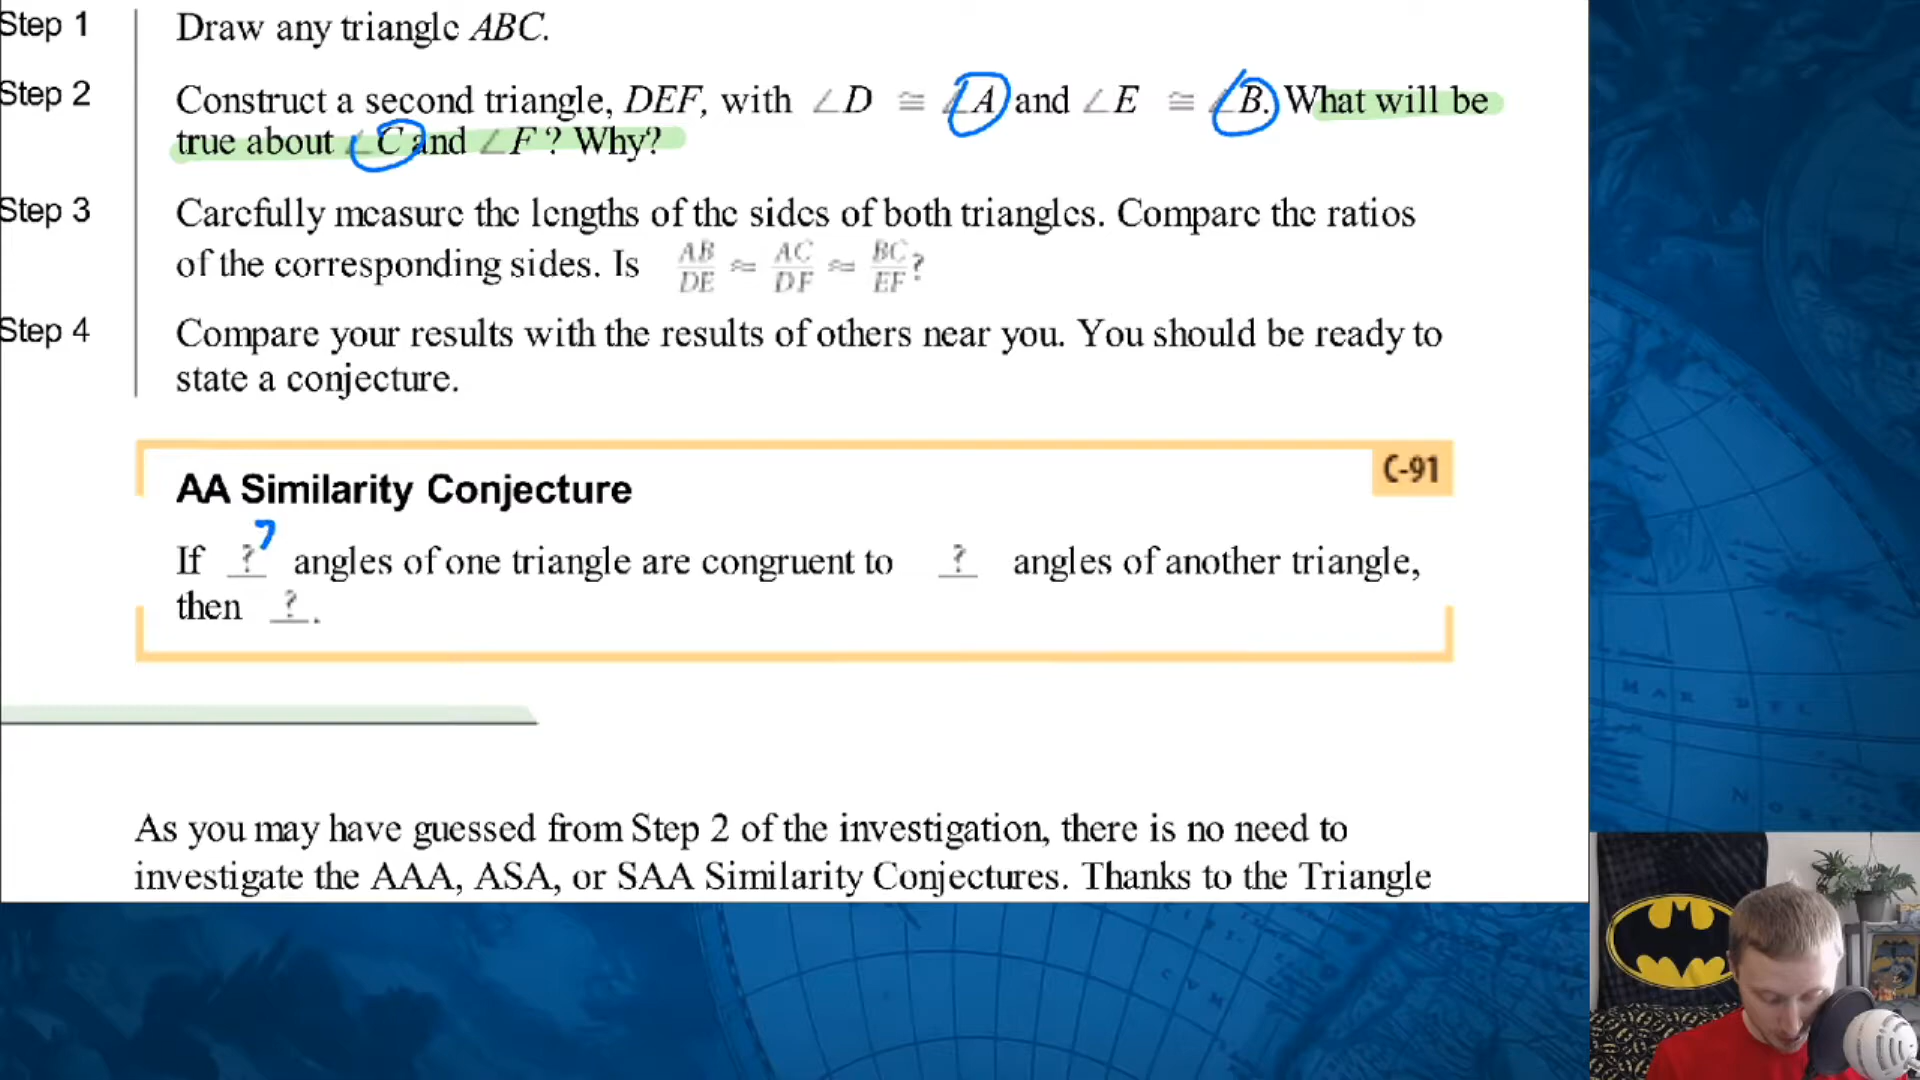 Step 1 Draw any triangle ABC.
Step 2 Construct a second triangle, DEF, with ∠D ≅ ∠A and ∠E ≅ ∠B. What will be
true about ∠C and ∠F? Why?
Step 3 Carefully measure the lengths of the sides of both triangles. Compare the ratios
of the corresponding sides. Is AB/DE ≈ AC/DF ≈ BC/EF?
Step 4 Compare your results with the results of others near you. You should be ready to
state a conjecture.
C-91
AA Similarity Conjecture
If ? angles of one triangle are congruent to ? angles of another triangle,
then ?.
As you may have guessed from Step 2 of the investigation, there is no need to
investigate the AAA, ASA, or SAA Similarity Conjectures. Thanks to the Triangle